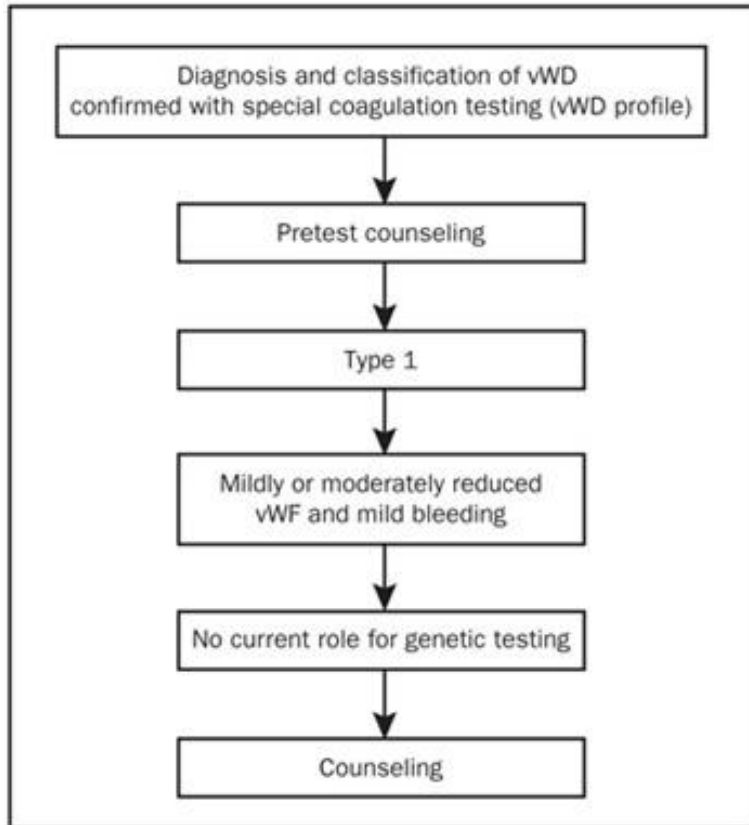 Diagnosis and classification of vWD
confirmed with special coagulation testing (vWD profile)
Pretest counseling
Type 1
Mildly or moderately reduced
vWF and mild bleeding
No current role for genetic testing
Counseling